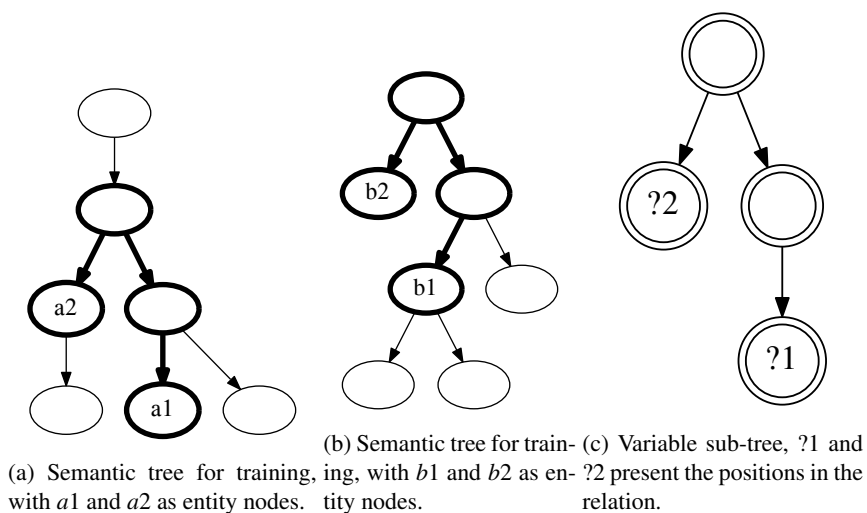 a2
a1
b2
b1
?2
?1
(a) Semantic tree for training,
with a1 and a2 as entity nodes.
(b) Semantic tree for train-
ing, with b1 and b2 as en-
tity nodes.
(c) Variable sub-tree, ?1 and
?2 present the positions in the
relation.